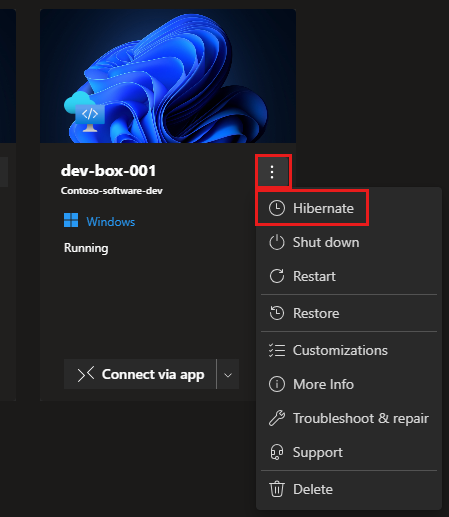 dev-box-001
Contoso-software-dev
Windows
Running
Connect via app
Hibernate
Shut down
Restart
Restore
Customizations
More Info
Troubleshoot & repair
Support
Delete